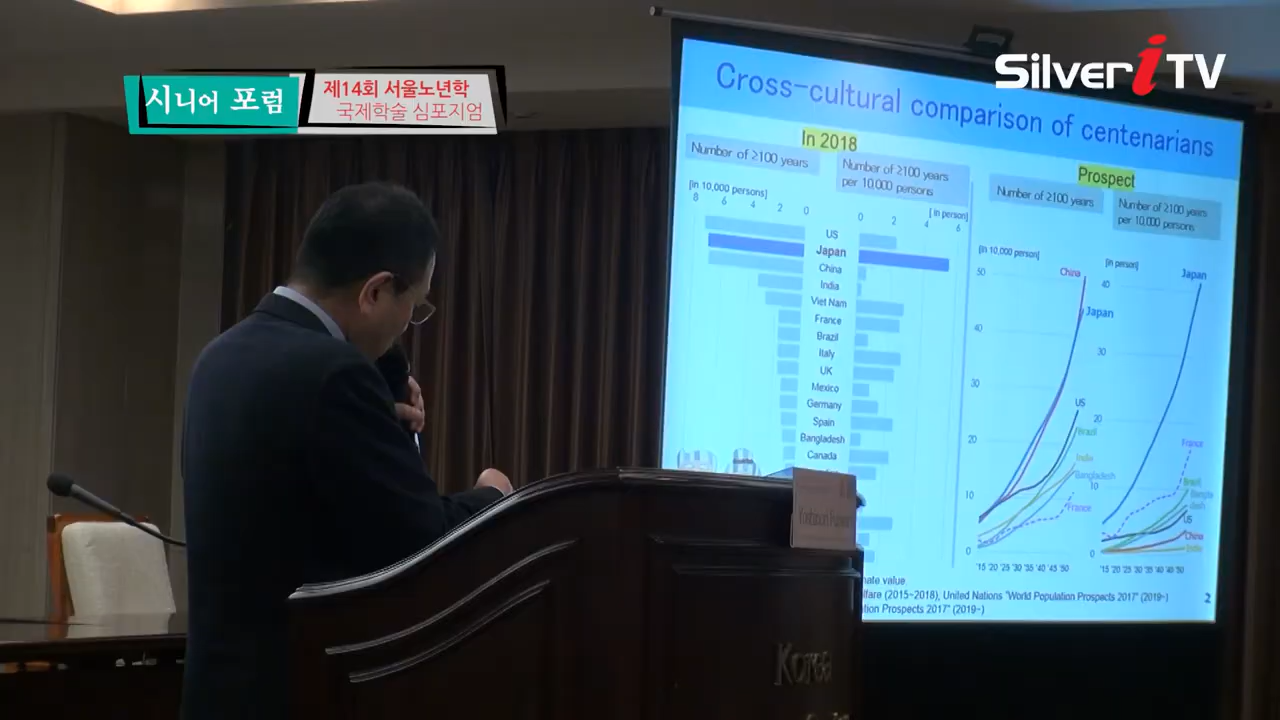 시니어 포럼
제14회 서울노년학
국제학술 심포지엄
Silver i TV
Cross-cultural comparison of centenarians
In 2018
Number of ≥100 years
Number of ≥100 years
per 10,000 persons
[in 10,000 persons]
[ in person]
8 6 4 2 0
0 2 4 6
US
Japan
China
India
Viet Nam
France
Brazil
Italy
UK
Mexico
Germany
Spain
Bangladesh
Canada
Prospect
Number of ≥100 years
Number of ≥100 years
per 10,000 persons
[in 10,000 person]
50
40
30
20
10
0
China
Japan
US
Brazil
India
Bangladesh
France
'15 '20 '25 '30 '35 '40 '45 '50
[in person]
40
30
20
10
0
Japan
France
Brazil
Bangla
desh
US
China
India
'15 '20 '25 '30 '35 '40 '45 '50
mate value
lfare (2015~2018), United Nations "World Population Prospects 2017" (2019~)
tion Prospects 2017" (2019~)
2
Korea